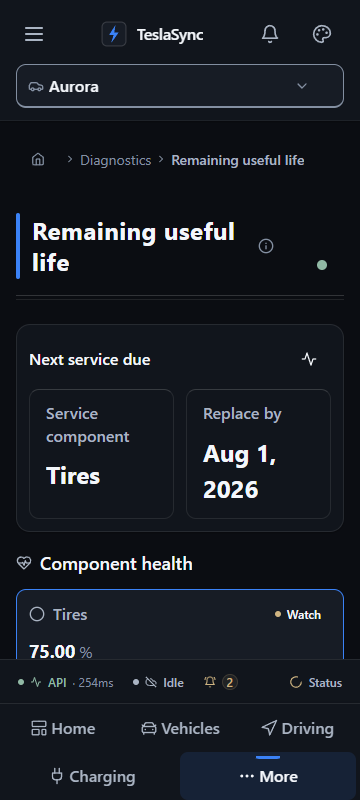 TeslaSync
Aurora
Diagnostics
Remaining useful life
Remaining useful
life
Next service due
Service
component
Tires
Replace by
Aug 1,
2026
Component health
Tires
Watch
75.00 %
API · 254ms
Idle
2
Status
Home
Vehicles
Driving
Charging
More